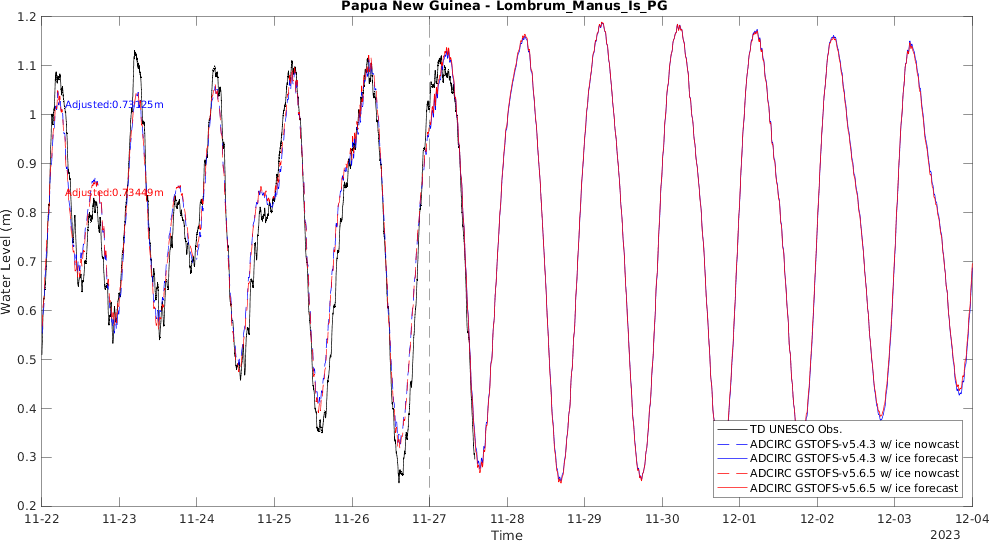 Papua New Guinea - Lombrum_Manus_Is_PG
1.2
1.1
1
0.9
0.8
0.7
0.6
0.5
0.4
0.3
0.2
Water Level (m)
Adjusted:0.73125m
Adjusted:0.73449m
TD UNESCO Obs.
ADCIRC GSTOFS-v5.4.3 w/ ice nowcast
ADCIRC GSTOFS-v5.4.3 w/ ice forecast
ADCIRC GSTOFS-v5.6.5 w/ ice nowcast
ADCIRC GSTOFS-v5.6.5 w/ ice forecast
11-22 11-23 11-24 11-25 11-26 11-27 11-28 11-29 11-30 12-01 12-02 12-03 12-04
Time
2023